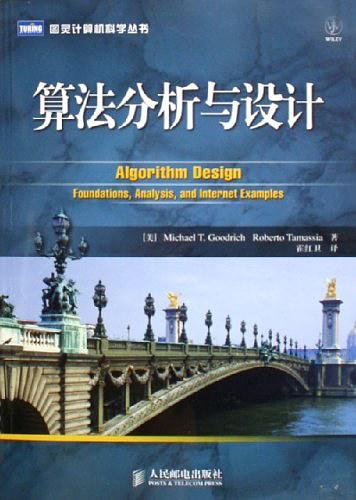 TURING 图灵计算机科学丛书
WILEY
算法分析与设计
Algorithm Design
Foundations, Analysis, and Internet Examples
[美] Michael T. Goodrich Roberto Tamassia 著
霍红卫 译
人民邮电出版社
POSTS & TELECOM PRESS